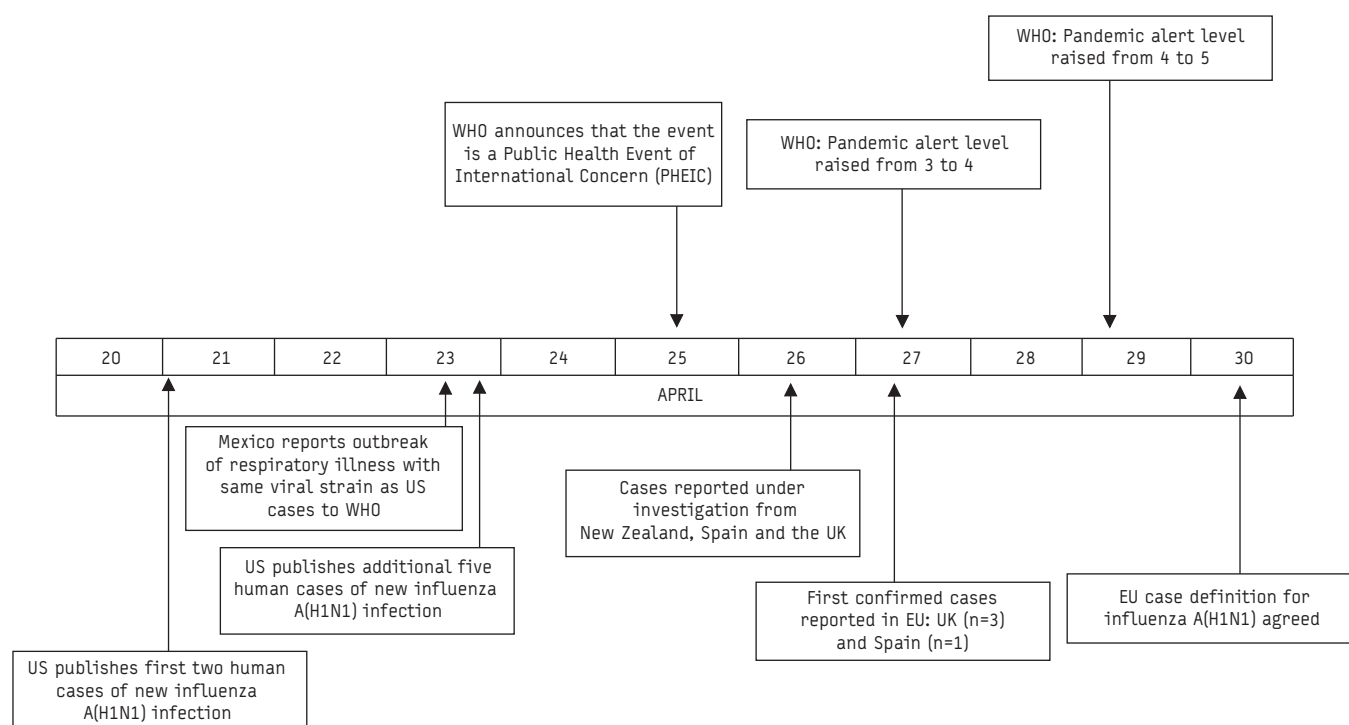 WHO: Pandemic alert level
raised from 4 to 5
WHO announces that the event
is a Public Health Event of
International Concern (PHEIC)
WHO: Pandemic alert level
raised from 3 to 4
20 21 22 23 24 25 26 27 28 29 30
APRIL
Mexico reports outbreak
of respiratory illness with
same viral strain as US
cases to WHO
Cases reported under
investigation from
New Zealand, Spain and the UK
US publishes additional five
human cases of new influenza
A(H1N1) infection
First confirmed cases
reported in EU: UK (n=3)
and Spain (n=1)
EU case definition for
influenza A(H1N1) agreed
US publishes first two human
cases of new influenza
A(H1N1) infection